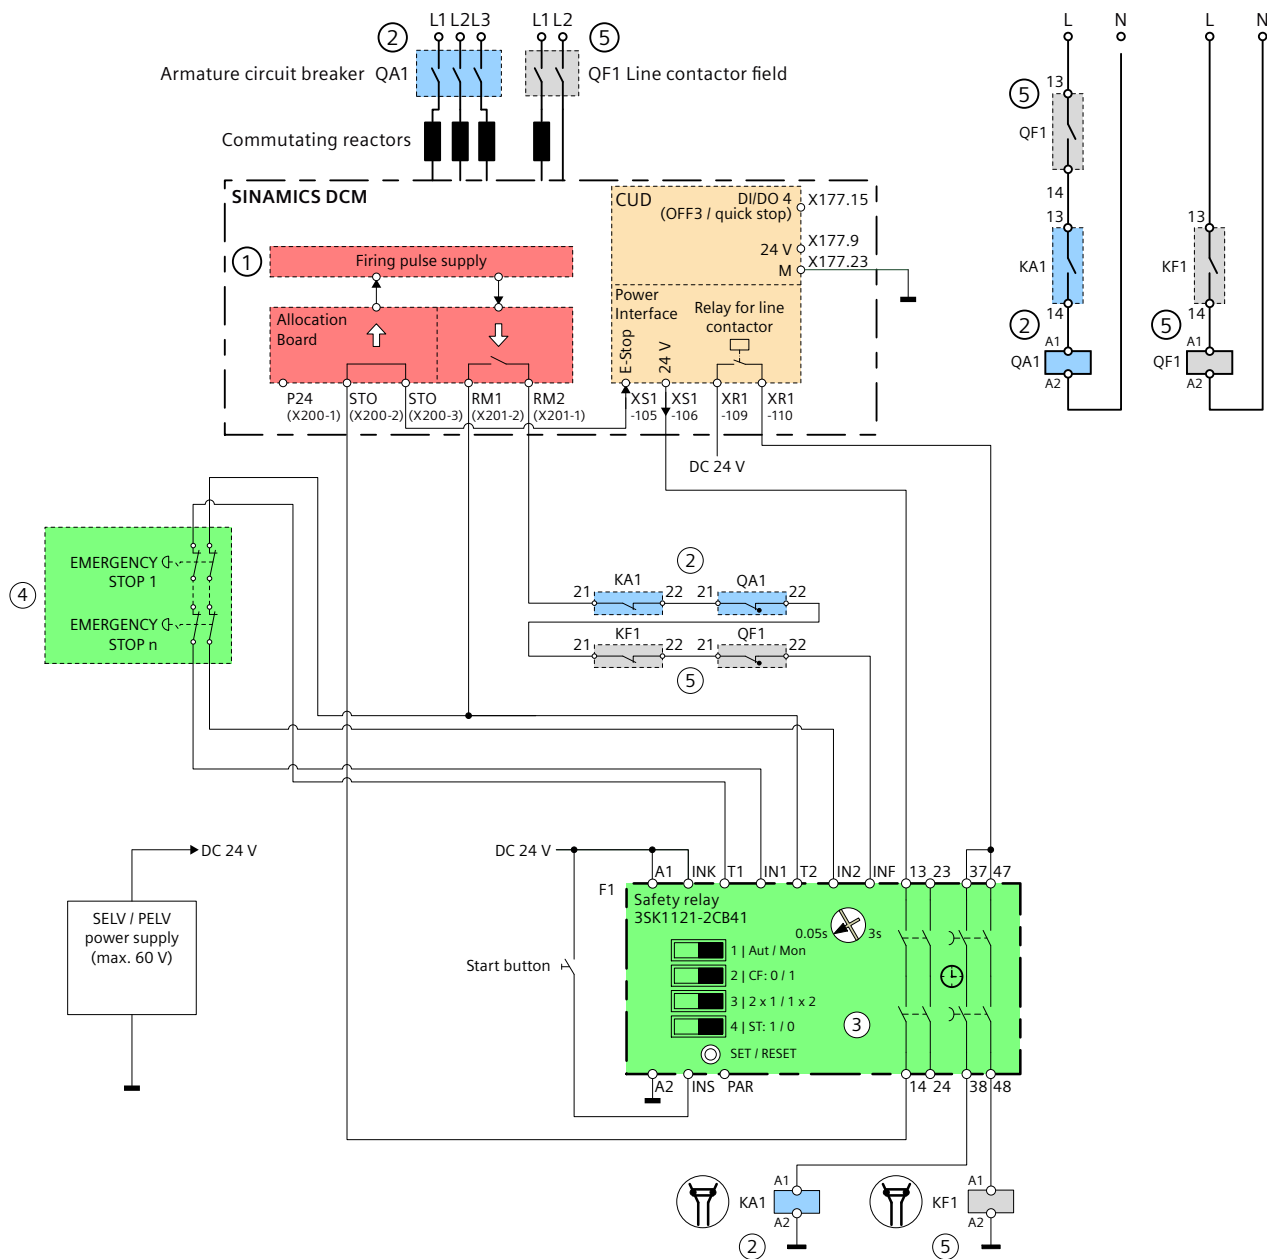 L1 L2 L3
L1 L2
2
5
Armature circuit breaker QA1
QF1 Line contactor field
Commutating reactors
L N
5
13
QF1
14
13
KA1
14
2
A1
QA1
A2
L N
13
KF1
14
5
A1
QF1
A2
SINAMICS DCM
1
Firing pulse supply
Allocation
Board
P24
(X200-1)
STO
(X200-2)
STO
(X200-3)
RM1
(X201-2)
RM2
(X201-1)
CUD
DI/DO 4
(OFF3 / quick stop)
X177.15
24 V
X177.9
M
X177.23
Power
Interface
Relay for line
contactor
E-Stop
24 V
XS1
-105
XS1
-106
XR1
-109
XR1
-110
DC 24 V
4
EMERGENCY
STOP 1
EMERGENCY
STOP n
2
KA1
QA1
21 22 21 22
KF1
QF1
21 22 21 22
5
DC 24 V
SELV / PELV
power supply
(max. 60 V)
DC 24 V
Start button
F1
A1 INK T1 IN1 T2 IN2 INF 13 23 37 47
Safety relay
3SK1121-2CB41
0.05s 3s
1 | Aut / Mon
2 | CF: 0 / 1
3 | 2 x 1 / 1 x 2
4 | ST: 1 / 0
SET / RESET
3
A2 INS PAR 14 24 38 48
A1
KA1
A2
2
A1
KF1
A2
5